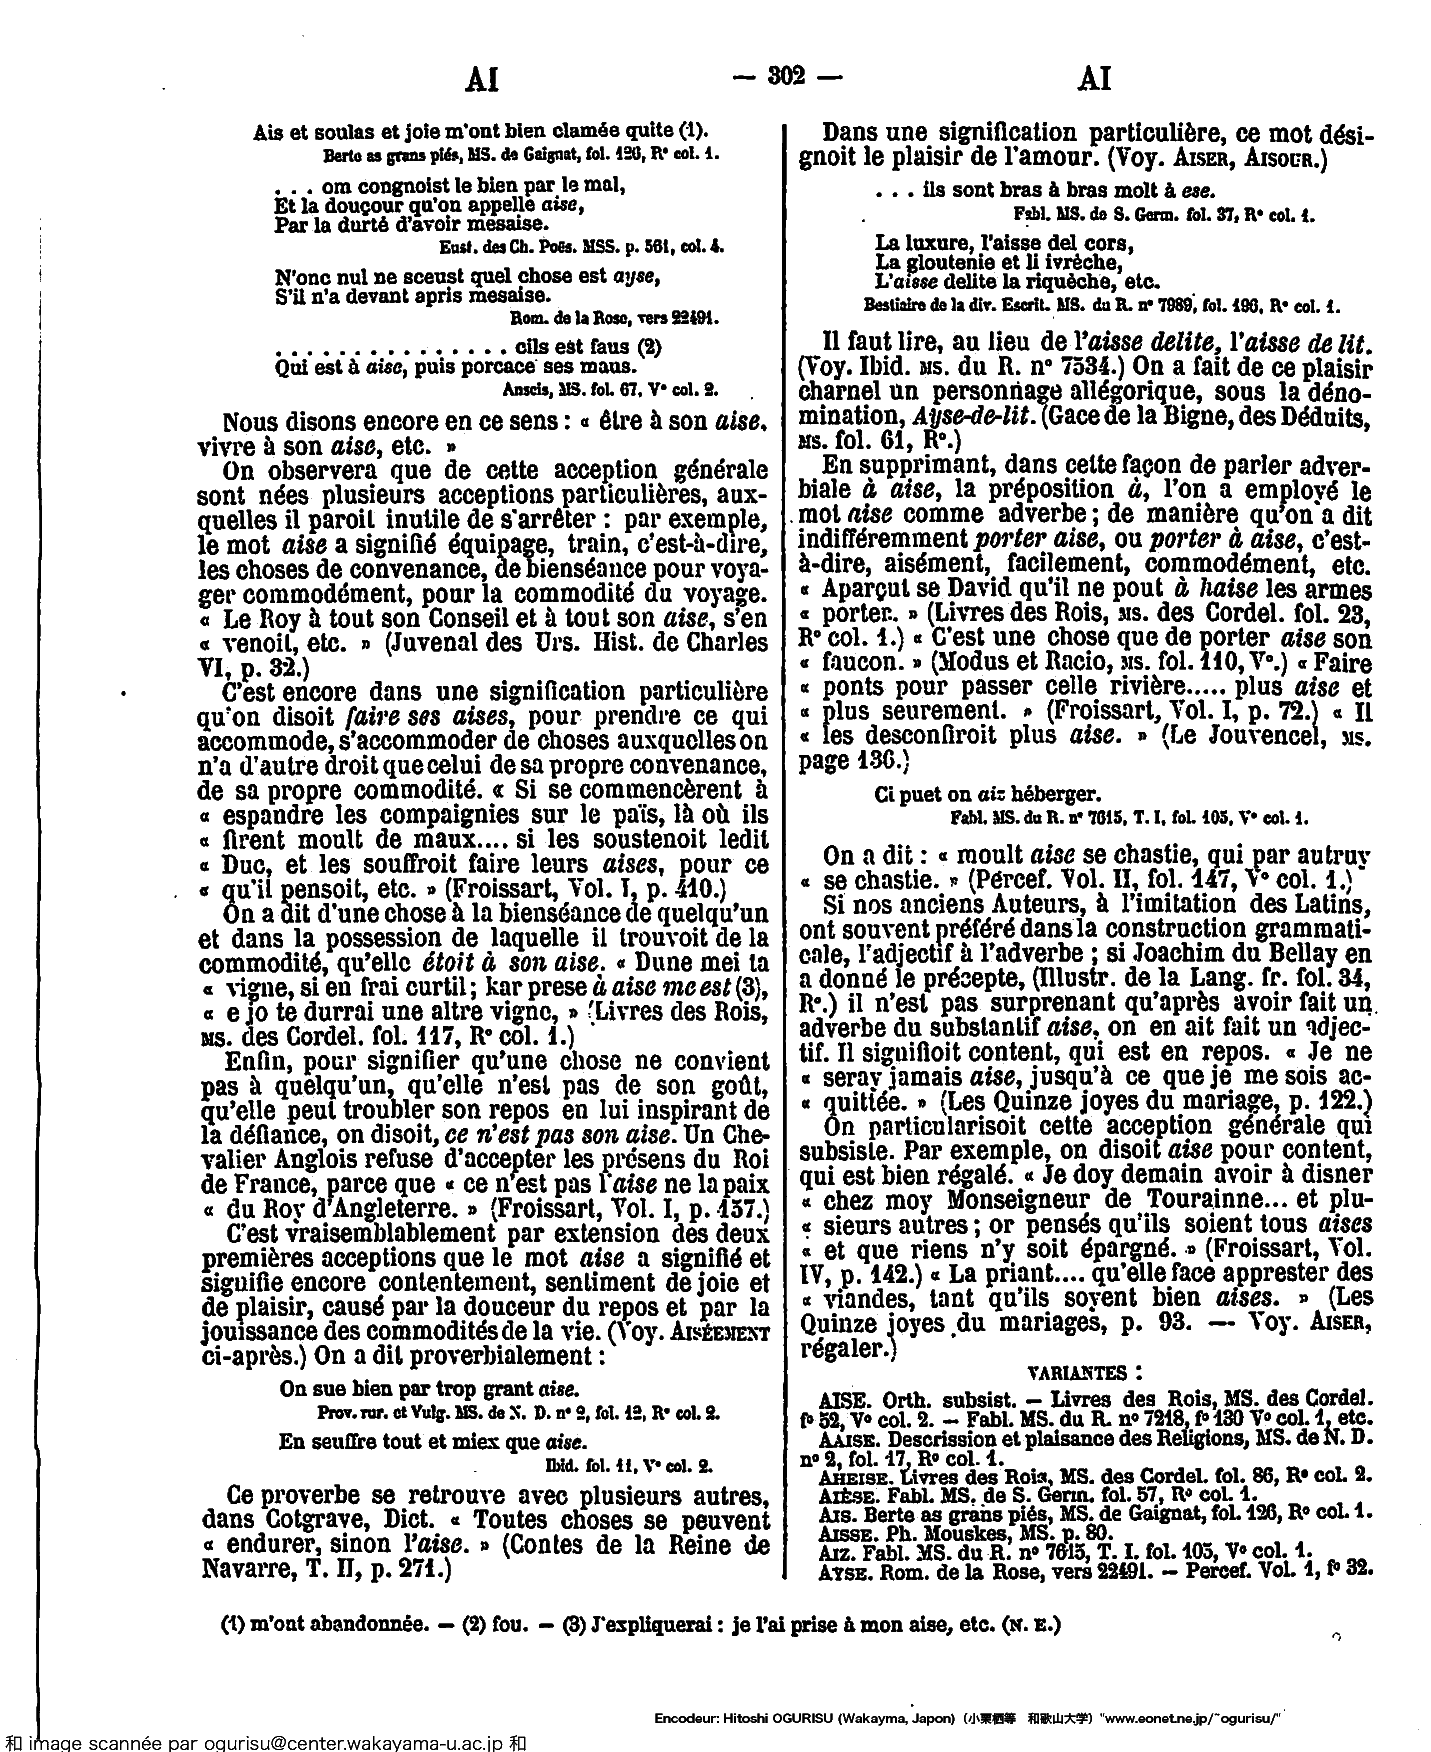 AI — 302 — AI
Ais et soulas et joie m'ont bien clamée quite (1).
Berte as grans piés, MS. de Gaignat, fol. 126, R° col. 1.
. . . om congnoist le bien par le mal,
Et la douçour qu'on appelle aise,
Par la durté d'avoir mesaise.
Eust. des Ch. Poës. MSS. p. 561, col. 4.
N'onc nul ne sceust quel chose est ayse,
S'il n'a devant apris mesaise.
Rom. de la Rose, vers 22491.
. . . . . . . . . . . . . . . cils est faus (2)
Qui est à aise, puis porcace ses maus.
Anseis, MS. fol. 67, V° col. 2.
Nous disons encore en ce sens : « être à son aise,
vivre à son aise, etc. »
On observera que de cette acception générale
sont nées plusieurs acceptions particulières, aux-
quelles il paroit inutile de s'arrêter : par exemple,
le mot aise a signifié équipage, train, c'est-à-dire,
les choses de convenance, de bienséance pour voya-
ger commodément, pour la commodité du voyage.
« Le Roy à tout son Conseil et à tout son aise, s'en
« venoit, etc. » (Juvenal des Urs. Hist. de Charles
VI, p. 32.)
C'est encore dans une signification particulière
qu'on disoit faire ses aises, pour prendre ce qui
accommode, s'accommoder de choses auxquelles on
n'a d'autre droit que celui de sa propre convenance,
de sa propre commodité. « Si se commencèrent à
« espandre les compaignies sur le païs, là où ils
« firent moult de maux.... si les soustenoit ledit
« Duc, et les souffroit faire leurs aises, pour ce
« qu'il pensoit, etc. » (Froissart, Vol. I, p. 410.)
On a dit d'une chose à la bienséance de quelqu'un
et dans la possession de laquelle il trouvoit de la
commodité, qu'elle étoit à son aise. « Dune mei ta
« vigne, si en frai curtil ; kar prese à aise me est (3),
« e jo te durrai une altre vigne, » (Livres des Rois,
MS. des Cordel. fol. 117, R° col. 1.)
Enfin, pour signifier qu'une chose ne convient
pas à quelqu'un, qu'elle n'est pas de son goût,
qu'elle peut troubler son repos en lui inspirant de
la défiance, on disoit, ce n'est pas son aise. Un Che-
valier Anglois refuse d'accepter les présens du Roi
de France, parce que « ce n'est pas l'aise ne la paix
« du Roy d'Angleterre. » (Froissart, Vol. I, p. 157.)
C'est vraisemblablement par extension des deux
premières acceptions que le mot aise a signifié et
signifie encore contentement, sentiment de joie et
de plaisir, causé par la douceur du repos et par la
jouissance des commodités de la vie. (Voy. AISÉEMENT
ci-après.) On a dit proverbialement :
On sue bien par trop grant aise.
Prov. rur. et Vulg. MS. de N. D. n° 2, fol. 12, R° col. 2.
En seuffre tout et miex que aise.
Ibid. fol. 11, V° col. 2.
Ce proverbe se retrouve avec plusieurs autres,
dans Cotgrave, Dict. « Toutes choses se peuvent
« endurer, sinon l'aise. » (Contes de la Reine de
Navarre, T. II, p. 271.)
Dans une signification particulière, ce mot dési-
gnoit le plaisir de l'amour. (Voy. AISER, AISOUR.)
. . . ils sont bras à bras molt à ese.
Fabl. MS. de S. Germ. fol. 37, R° col. 1.
La luxure, l'aisse del cors,
La gloutenie et li ivrèche,
L'aisse delite la riquèche, etc.
Bestiaire de la div. Escrit. MS. du R. n° 7989, fol. 196, R° col. 1.
Il faut lire, au lieu de l'aisse delite, l'aisse de lit.
(Voy. Ibid. MS. du R. n° 7534.) On a fait de ce plaisir
charnel un personnage allégorique, sous la déno-
mination, Ayse-de-lit. (Gace de la Bigne, des Déduits,
MS. fol. 61, R°.)
En supprimant, dans cette façon de parler adver-
biale à aise, la préposition à, l'on a employé le
mot aise comme adverbe ; de manière qu'on a dit
indifféremment porter aise, ou porter à aise, c'est-
à-dire, aisément, facilement, commodément, etc.
« Aparçut se David qu'il ne pout à haise les armes
« porter.. » (Livres des Rois, MS. des Cordel. fol. 23,
R° col. 1.) « C'est une chose que de porter aise son
« faucon. » (Modus et Racio, MS. fol. 110, V°.) « Faire
« ponts pour passer celle rivière..... plus aise et
« plus seurement. » (Froissart, Vol. I, p. 72.) « Il
« les desconfiroit plus aise. » (Le Jouvencel, MS.
page 136.)
Ci puet on aiz héberger.
Fabl. MS. du R. n° 7615, T. I, fol. 105, V° col. 1.
On a dit : « moult aise se chastie, qui par autruy
« se chastie. » (Percef. Vol. II, fol. 147, V° col. 1.)
Si nos anciens Auteurs, à l'imitation des Latins,
ont souvent préféré dans la construction grammati-
cale, l'adjectif à l'adverbe ; si Joachim du Bellay en
a donné le précepte, (Illustr. de la Lang. fr. fol. 34,
R°.) il n'est pas surprenant qu'après avoir fait un
adverbe du substantif aise, on en ait fait un adjec-
tif. Il signifioit content, qui est en repos. « Je ne
« seray jamais aise, jusqu'à ce que je me sois ac-
« quittée. » (Les Quinze joyes du mariage, p. 122.)
On particularisoit cette acception générale qui
subsiste. Par exemple, on disoit aise pour content,
qui est bien régalé. « Je doy demain avoir à disner
« chez moy Monseigneur de Tourainne... et plu-
« sieurs autres ; or pensés qu'ils soient tous aises
« et que riens n'y soit épargné. » (Froissart, Vol.
IV, p. 142.) « La priant.... qu'elle face apprester des
« viandes, tant qu'ils soyent bien aises. » (Les
Quinze joyes du mariages, p. 93. — Voy. AISER,
régaler.)
VARIANTES :
AISE. Orth. subsist. — Livres des Rois, MS. des Cordel.
f° 52, V° col. 2. — Fabl. MS. du R. n° 7218, f° 130 V° col. 1, etc.
AAISE. Descrission et plaisance des Religions, MS. de N. D.
n° 2, fol. 17, R° col. 1.
AHEISE. Livres des Rois, MS. des Cordel. fol. 86, R° col. 2.
AIÈSE. Fabl. MS. de S. Germ. fol. 57, R° col. 1.
AIS. Berte as grans piés, MS. de Gaignat, fol. 126, R° col. 1.
AISSE. Ph. Mouskes, MS. p. 80.
AIZ. Fabl. MS. du R. n° 7615, T. I. fol. 105, V° col. 1.
AYSE. Rom. de la Rose, vers 22491. — Percef. Vol. 1, f° 32.
(1) m'ont abandonnée. — (2) fou. — (3) J'expliquerai : je l'ai prise à mon aise, etc. (N. E.)
Encodeur: Hitoshi OGURISU (Wakayma, Japon) (小栗栖等 和歌山大学) "www.eonet.ne.jp/~ogurisu/"
和 image scannée par ogurisu@center.wakayama-u.ac.jp 和